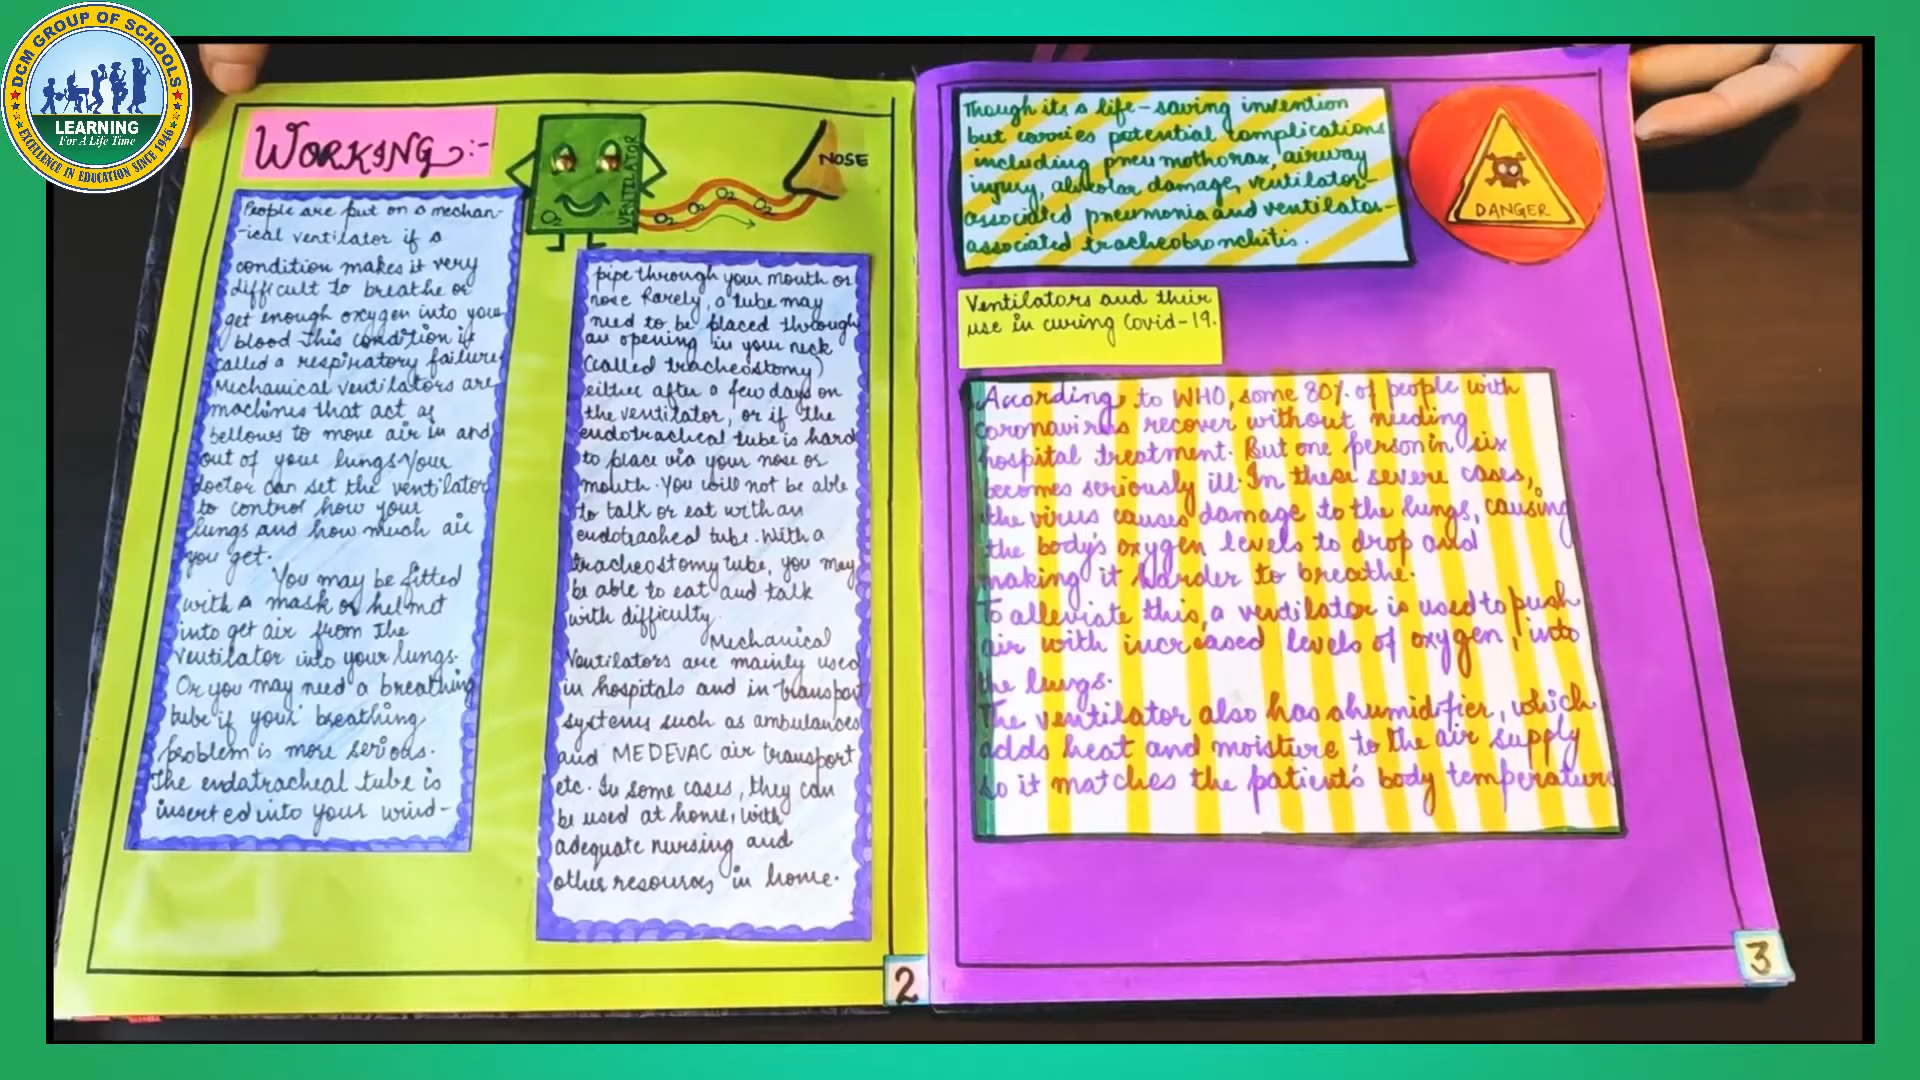 DCM GROUP OF SCHOOLS
LEARNING
For A Life Time
EXCELLENCE IN EDUCATION SINCE 1946
WORKING:-
VENTILATOR
O2
O2
O2
O2
O2
NOSE
People are put on a mechan-
-ical ventilator if a
condition makes it very
difficult to breathe or
get enough oxygen into your
blood This condition is
called a respiratory failure
Mechanical ventilators are
machines that act as
bellows to move air in and
out of your lungs. Your
doctor can set the ventilator
to control how your
lungs and how much air
you get.
You may be fitted
with a mask or helmet
into get air from the
ventilator into your lungs.
Or you may need a breathing
tube if your breathing
problem is more serious.
The endatracheal tube is
inserted into your wind-
pipe through your mouth or
nose Rarely, a tube may
need to be placed through
an opening in your neck
(called tracheostomy)
either after a few days on
the ventilator, or if the
endotracheal tube is hard
to place via your nose or
mouth. You will not be able
to talk or eat with an
endotracheal tube. With a
tracheostomy tube, you may
be able to eat and talk
with difficulty
Mechanical
Ventilators are mainly used
in hospitals and in transport
systems such as ambulances
and MEDEVAC air transport
etc. In some cases, they can
be used at home, with
adequate nursing and
other resources in home.
2
Though its a life-saving invention
but carries potential complications
including pneumothorax, airway
injury, alveolar damage, ventilator-
associated pneumonia and ventilator-
associated tracheobronchitis.
DANGER
Ventilators and their
use in curing Covid-19.
According to WHO, some 80% of people with
coronavirus recover without needing
hospital treatment. But one person in six
becomes seriously ill. In these severe cases,
the virus causes damage to the lungs, causing
the body's oxygen levels to drop and
making it harder to breathe.
To alleviate this, a ventilator is used to push
air with increased levels of oxygen, into
the lungs.
The ventilator also has a humidifier, which
adds heat and moisture to the air supply
so it matches the patient's body temperature
3